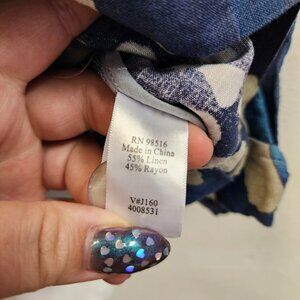 RN 98516
Made in China
55% Linen
45% Rayon
V#J160
4008531